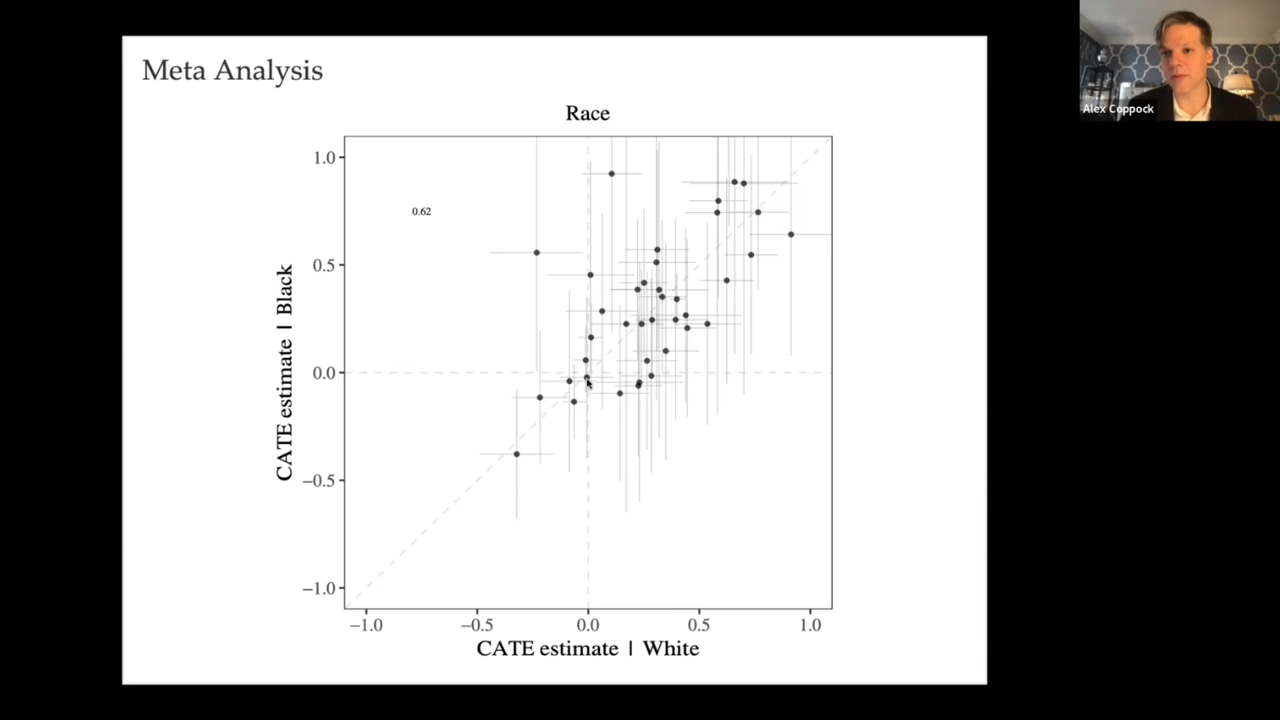 Meta Analysis
Alex Coppock
Race
CATE estimate | Black
1.0
0.5
0.0
−0.5
−1.0
0.62
−1.0 −0.5 0.0 0.5 1.0
CATE estimate | White